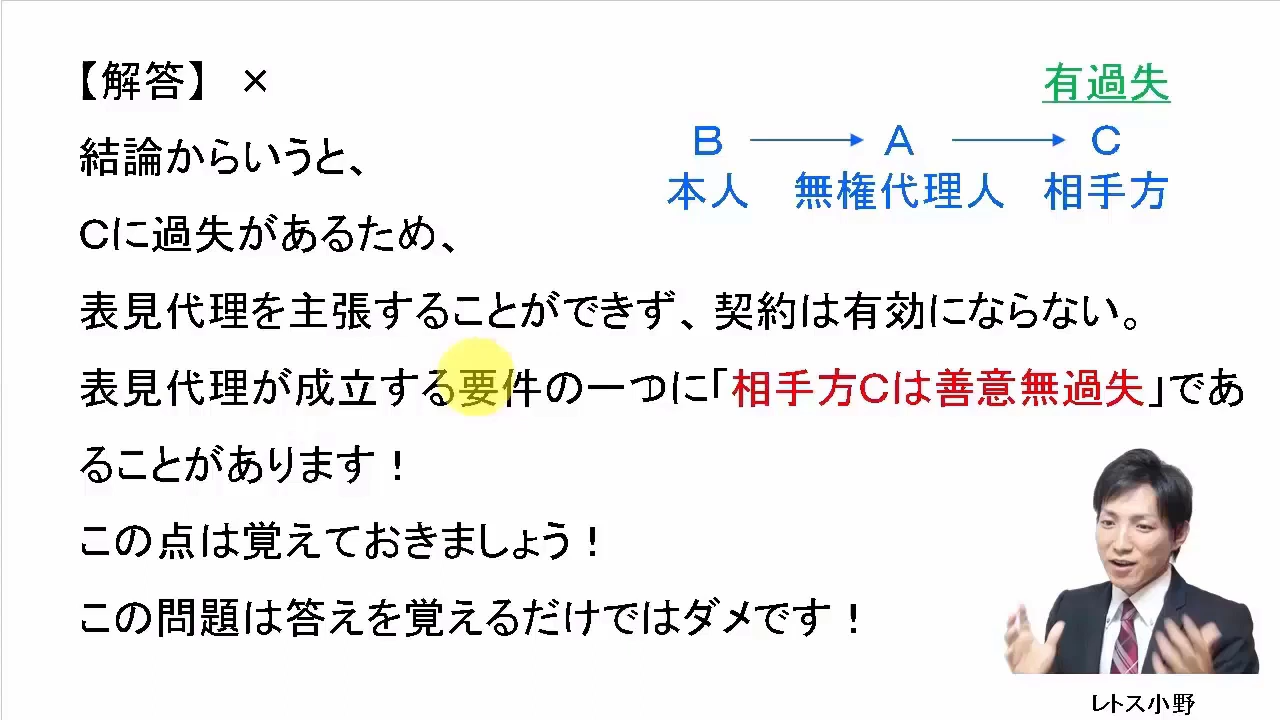 【解答】 ×
有過失
B → A → C
本人 無権代理人 相手方
結論からいうと、
Cに過失があるため、
表見代理を主張することができず、契約は有効にならない。
表見代理が成立する要件の一つに「相手方Cは善意無過失」であ
ることがあります！
この点は覚えておきましょう！
この問題は答えを覚えるだけではダメです！
レトス小野